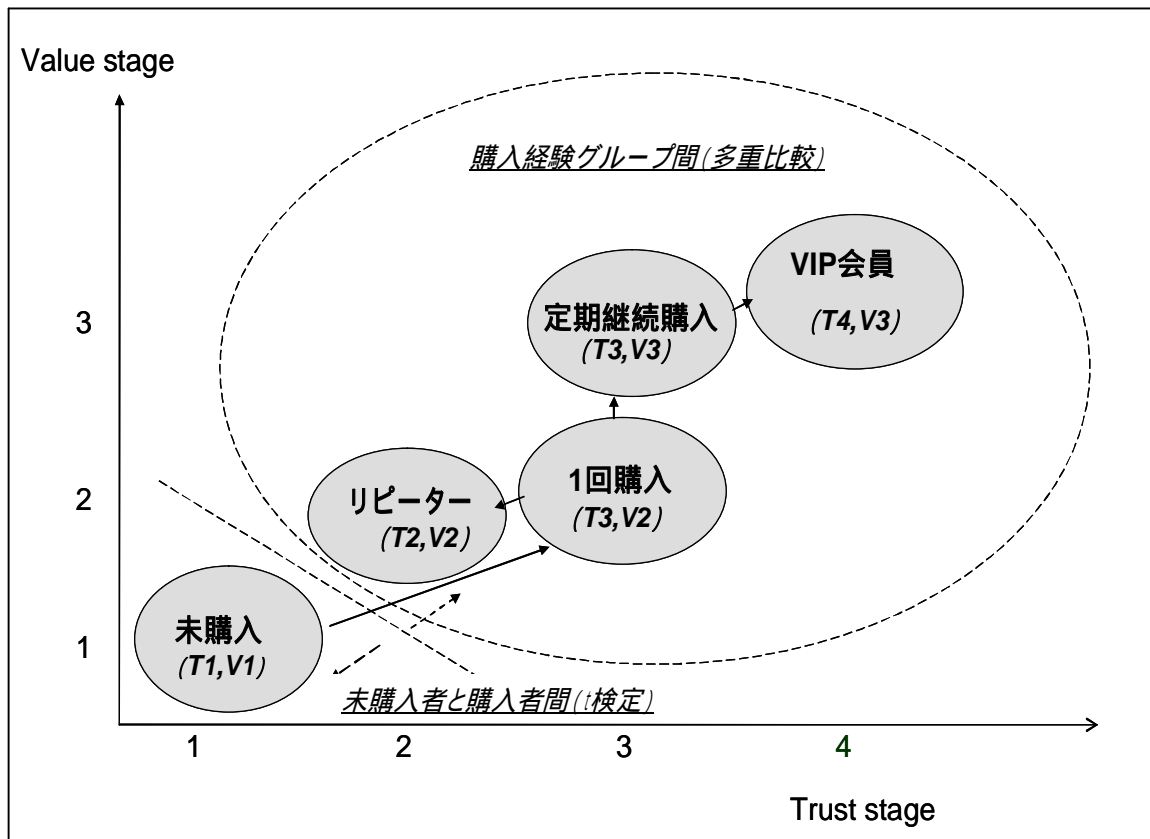 Value stage
購入経験グループ間(多重比較)
VIP会員
(T4,V3)
3
定期継続購入
(T3,V3)
1回購入
(T3,V2)
2
リピーター
(T2,V2)
1
未購入
(T1,V1)
未購入者と購入者間(t検定)
1 2 3 4
Trust stage